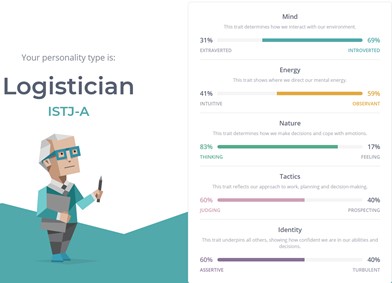 Your personality type is:
Logistician
ISTJ-A
Mind
This trait determines how we interact with our environment.
31% 69%
EXTRAVERTED INTROVERTED
Energy
This trait shows where we direct our mental energy.
41% 59%
INTUITIVE OBSERVANT
Nature
This trait determines how we make decisions and cope with emotions.
83% 17%
THINKING FEELING
Tactics
This trait reflects our approach to work, planning and decision-making.
60% 40%
JUDGING PROSPECTING
Identity
This trait underpins all others, showing how confident we are in our abilities and
decisions.
60% 40%
ASSERTIVE TURBULENT